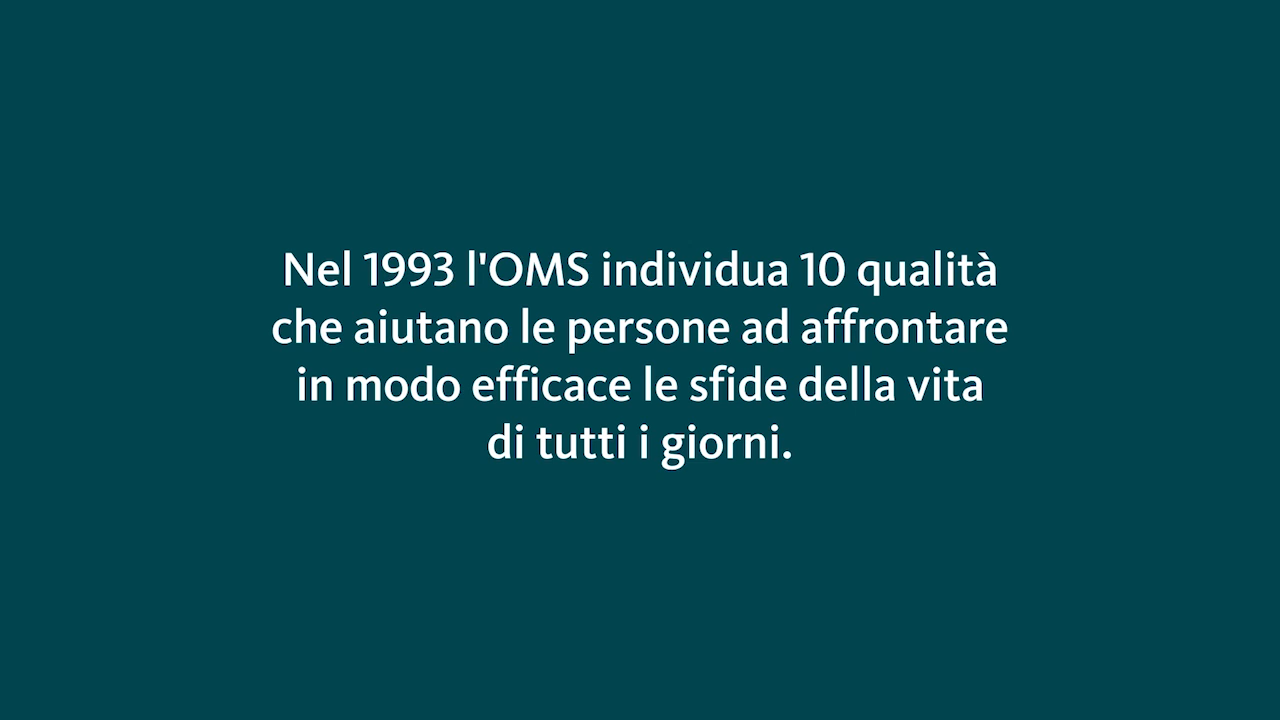 Nel 1993 l'OMS individua 10 qualità
che aiutano le persone ad affrontare
in modo efficace le sfide della vita
di tutti i giorni.